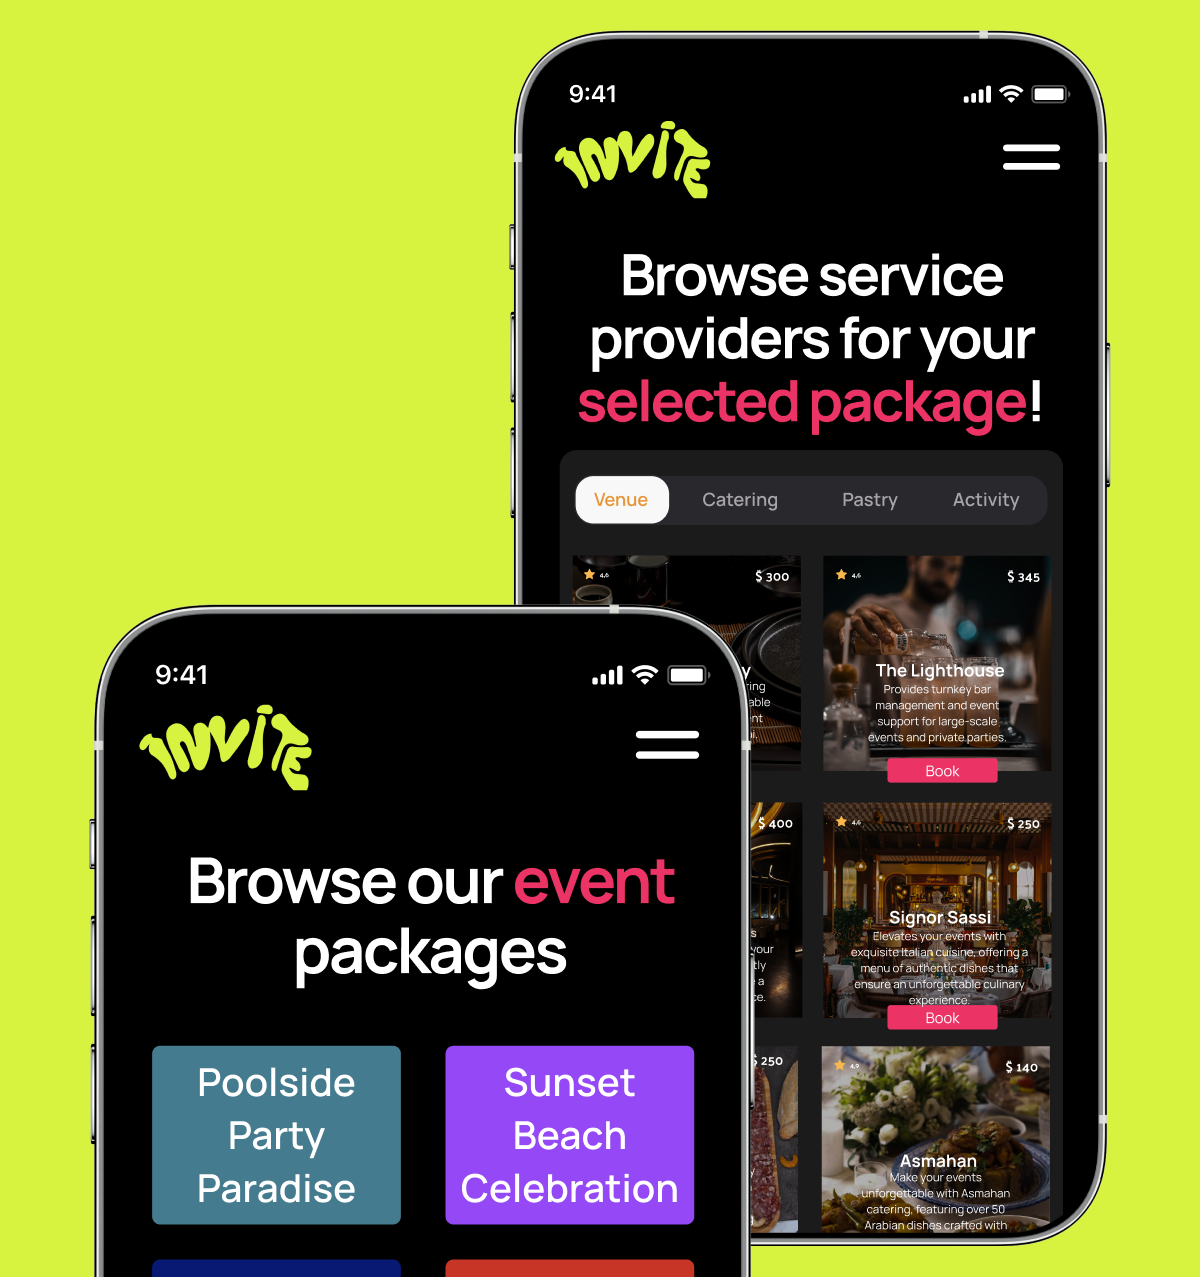 9:41
INVITE
Browse service
providers for your
selected package!
Venue Catering Pastry Activity
4,6 $ 300
4,6 $ 345
The Lighthouse
Provides turnkey bar
management and event
support for large-scale
events and private parties.
Book
$ 400
4,6 $ 250
Signor Sassi
Elevates your events with
exquisite Italian cuisine, offering a
menu of authentic dishes that
ensure an unforgettable culinary
experience.
Book
$ 250
4,9 $ 140
Asmahan
Make your events
unforgettable with Asmahan
catering, featuring over 50
Arabian dishes crafted with
9:41
INVITE
Browse our event
packages
Poolside
Party
Paradise
Sunset
Beach
Celebration